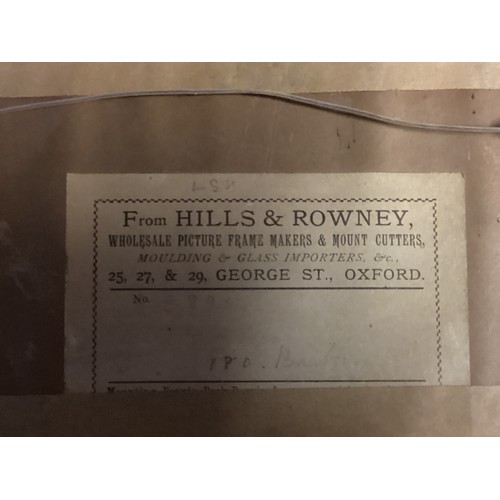 From HILLS & ROWNEY,
WHOLESALE PICTURE FRAME MAKERS & MOUNT CUTTERS,
MOULDING & GLASS IMPORTERS, &c.,
25, 27, & 29, GEORGE ST., OXFORD.
No.
180.